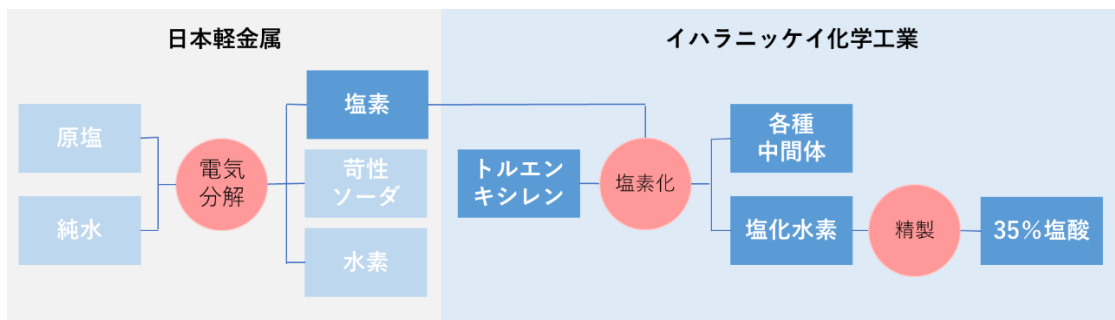 日本軽金属
イハラニッケイ化学工業
原塩
純水
電気
分解
塩素
苛性
ソーダ
水素
トルエン
キシレン
塩素化
各種
中間体
塩化水素
精製
35%塩酸